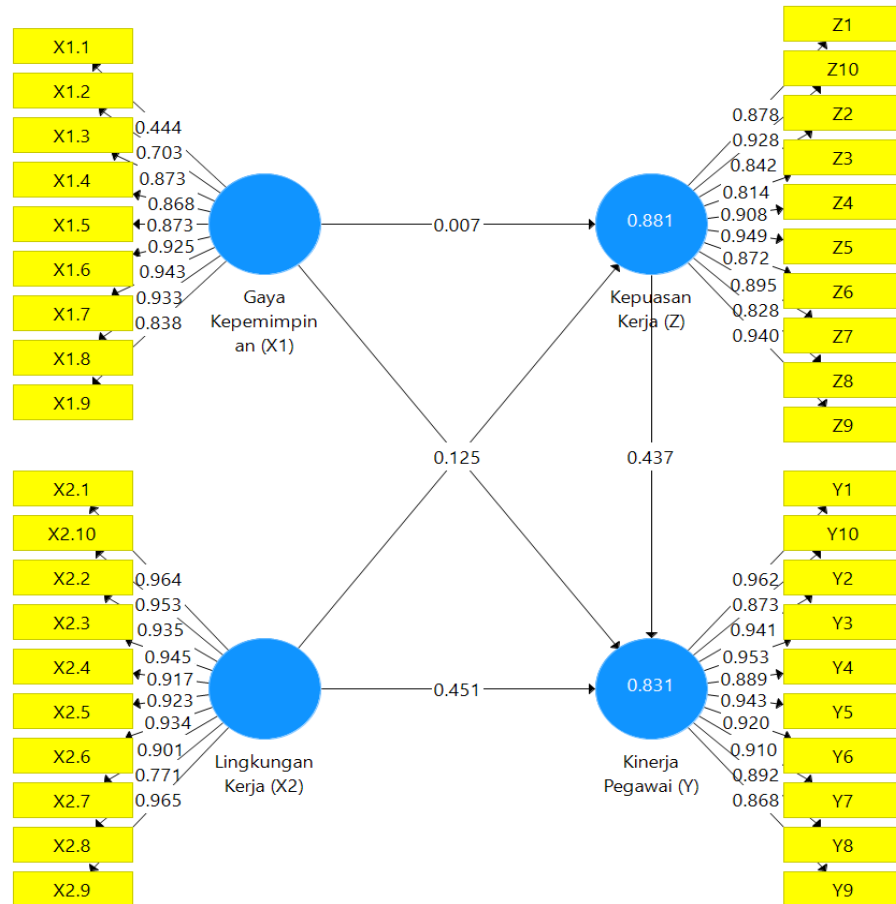 X1.1
X1.2
X1.3
X1.4
X1.5
X1.6
X1.7
X1.8
X1.9
0.444
0.703
0.873
0.868
0.873
0.925
0.943
0.933
0.838
Gaya
Kepemimpin
an (X1)
0.007
0.881
Kepuasan
Kerja (Z)
0.878
0.928
0.842
0.814
0.908
0.949
0.872
0.895
0.828
0.940
Z1
Z10
Z2
Z3
Z4
Z5
Z6
Z7
Z8
Z9
0.125
0.437
X2.1
X2.10
X2.2
X2.3
X2.4
X2.5
X2.6
X2.7
X2.8
X2.9
0.964
0.953
0.935
0.945
0.917
0.923
0.934
0.901
0.771
0.965
Lingkungan
Kerja (X2)
0.451
0.831
Kinerja
Pegawai (Y)
0.962
0.873
0.941
0.953
0.889
0.943
0.920
0.910
0.892
0.868
Y1
Y10
Y2
Y3
Y4
Y5
Y6
Y7
Y8
Y9